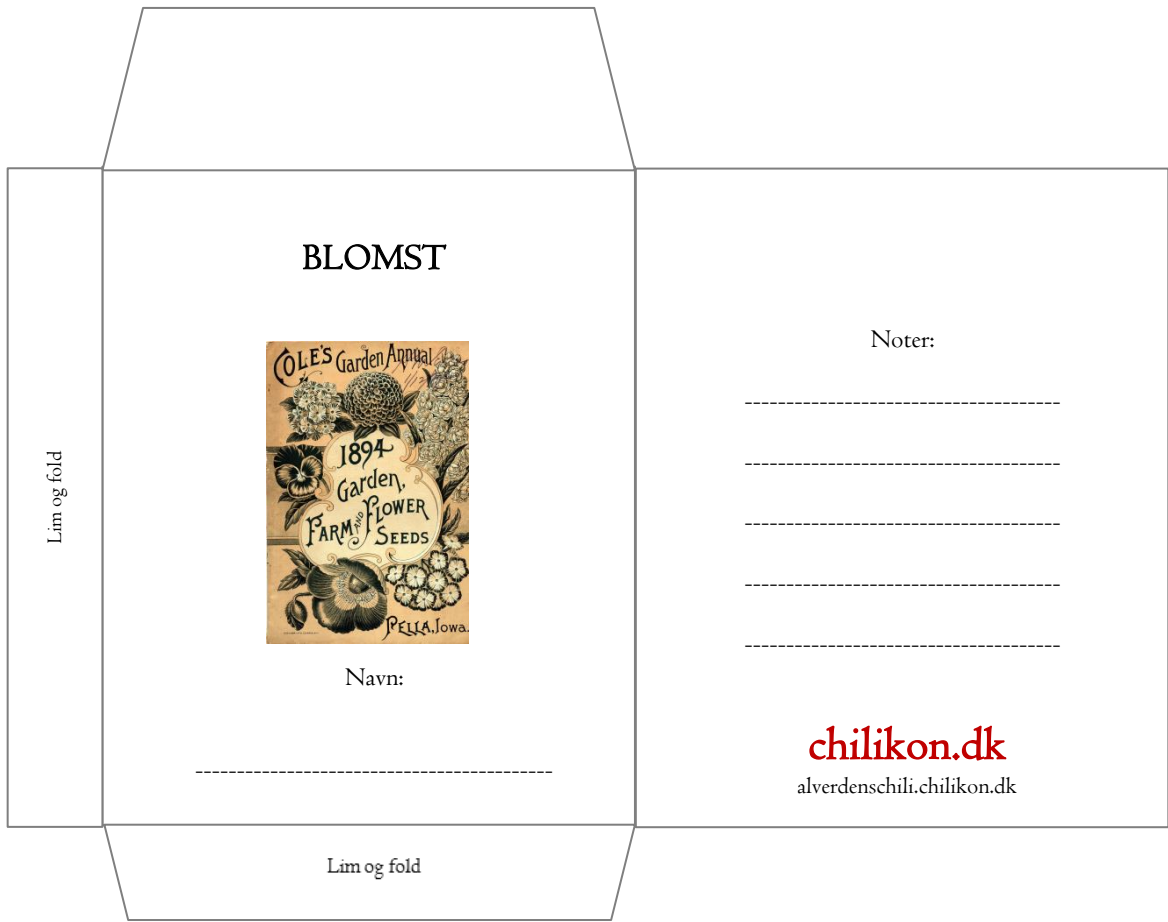 BLOMST
COLE'S Garden Annual
1894
Garden,
FARM AND FLOWER
SEEDS
PELLA, Iowa.
Navn:
Lim og fold
Lim og fold
Noter:
chilikon.dk
alverdenschili.chilikon.dk